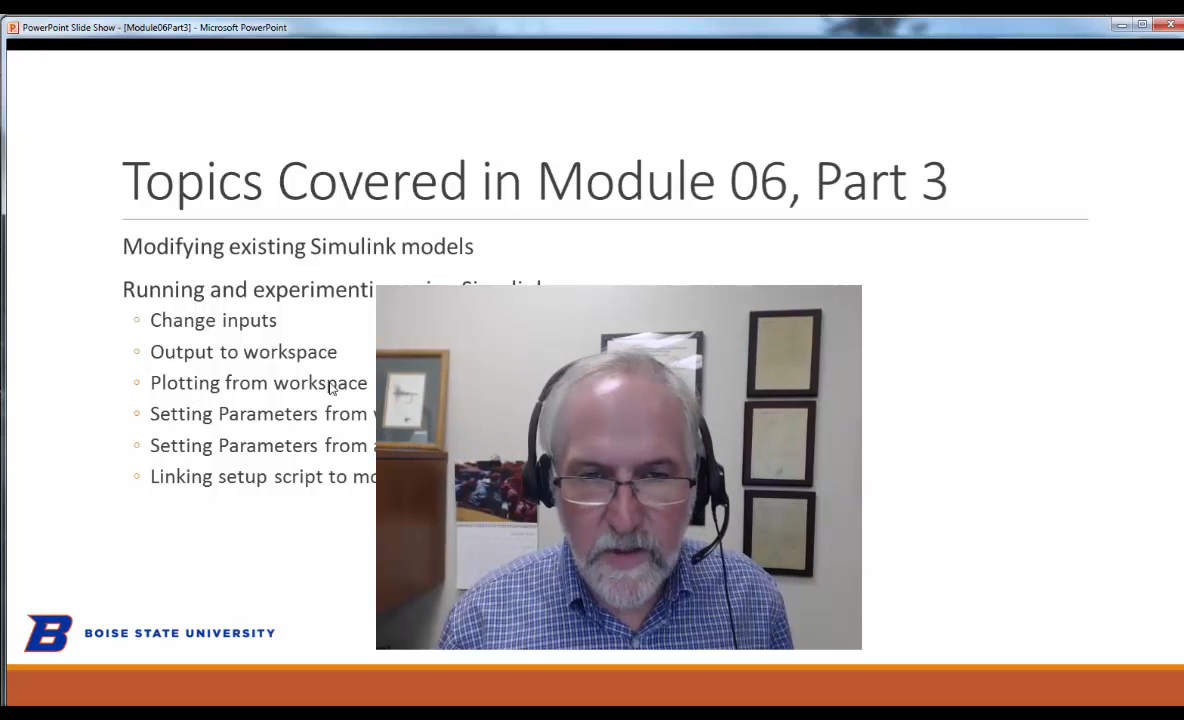 PowerPoint Slide Show - [Module06Part3] - Microsoft PowerPoint
Topics Covered in Module 06, Part 3
Modifying existing Simulink models
Running and
◦ Change inputs
◦ Output to workspace
◦ Plotting from workspace
◦ Setting Parameters from
◦ Setting Parameters from
◦ Linking setup script to
B BOISE STATE UNIVERSITY